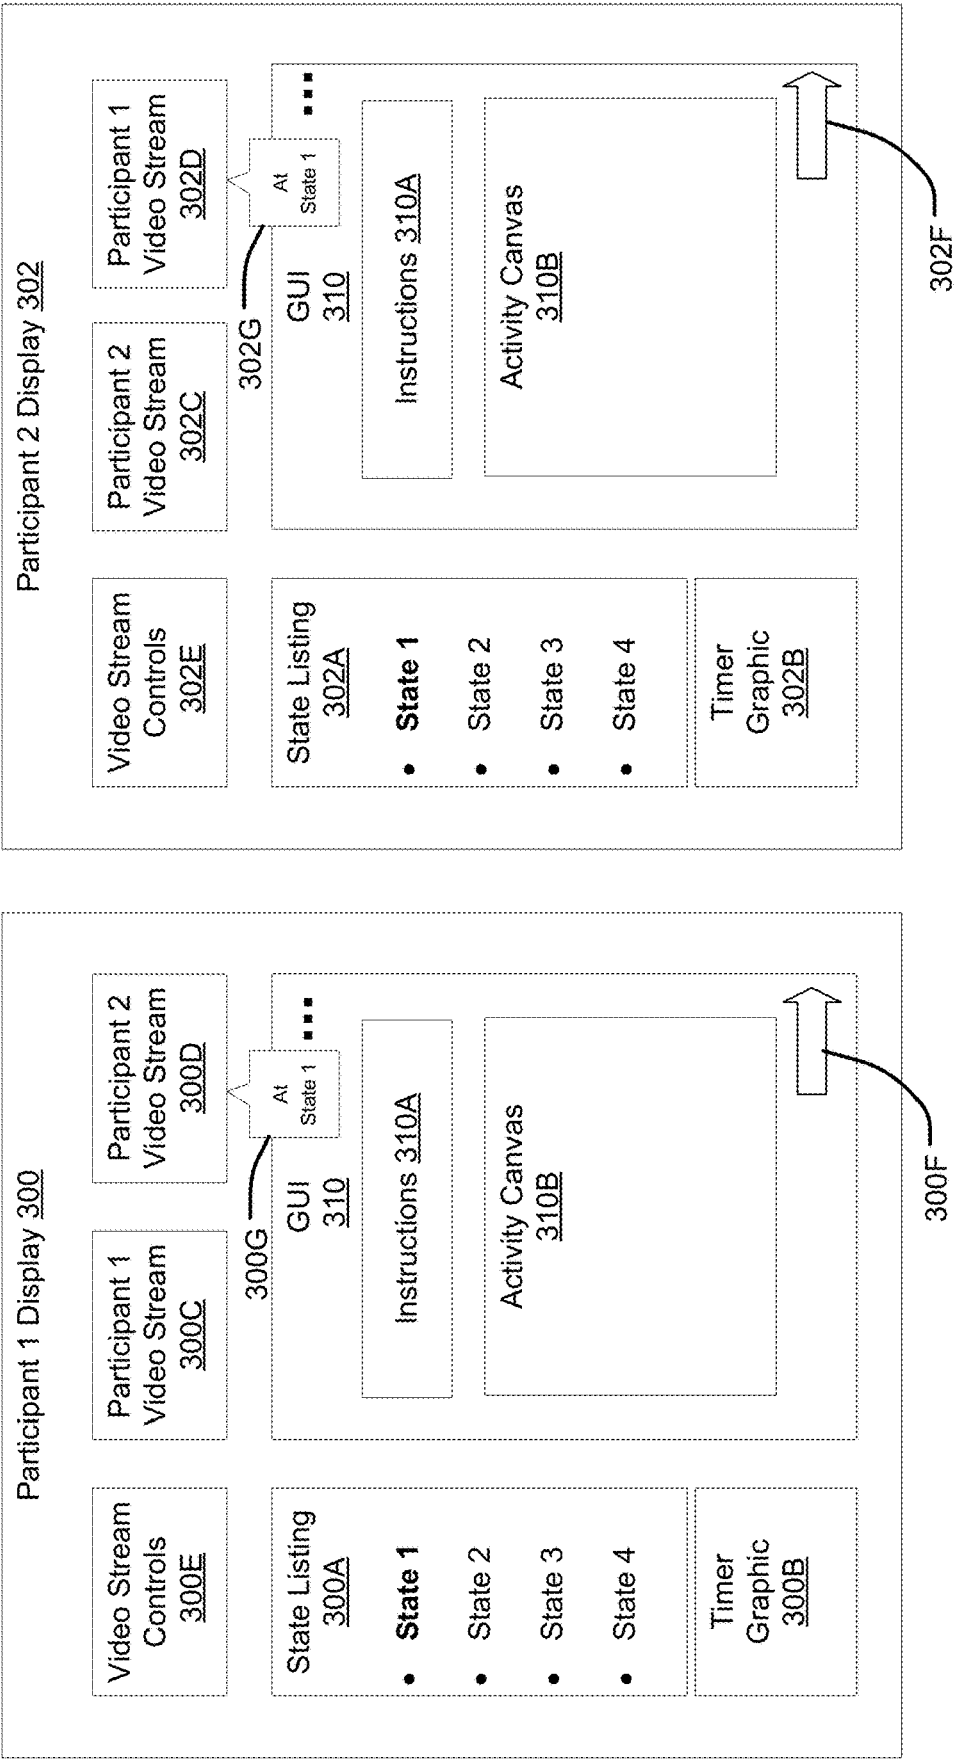 Participant 1 Display 300
Video Stream
Controls
300E
Participant 1
Video Stream
300C
Participant 2
Video Stream
300D
300G
At
State 1
State Listing
300A
• State 1
• State 2
• State 3
• State 4
Timer
Graphic
300B
GUI
310
Instructions 310A
Activity Canvas
310B
300F
Participant 2 Display 302
Video Stream
Controls
302E
Participant 2
Video Stream
302C
Participant 1
Video Stream
302D
302G
At
State 1
State Listing
302A
• State 1
• State 2
• State 3
• State 4
Timer
Graphic
302B
GUI
310
Instructions 310A
Activity Canvas
310B
302F